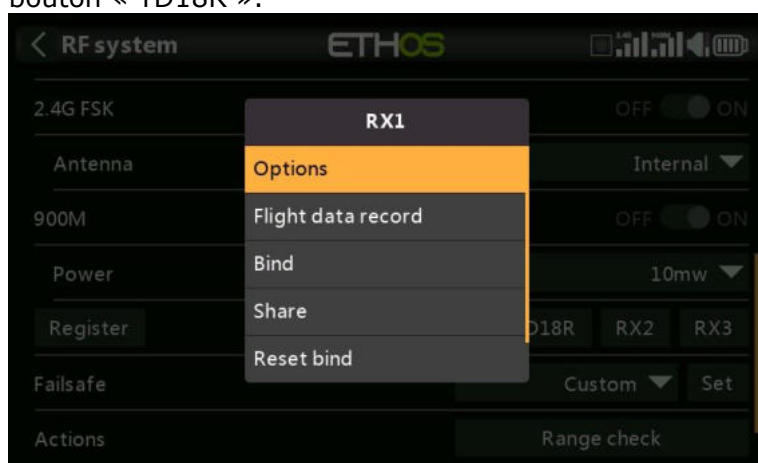 bouton « TD18R ».
RF system
ETHOS
2.4G FSK
OFF ON
RX1
Antenna
Internal
Options
900M
OFF ON
Flight data record
Power
10mw
Bind
Register
D18R RX2 RX3
Share
Failsafe
Custom Set
Reset bind
Actions
Range check